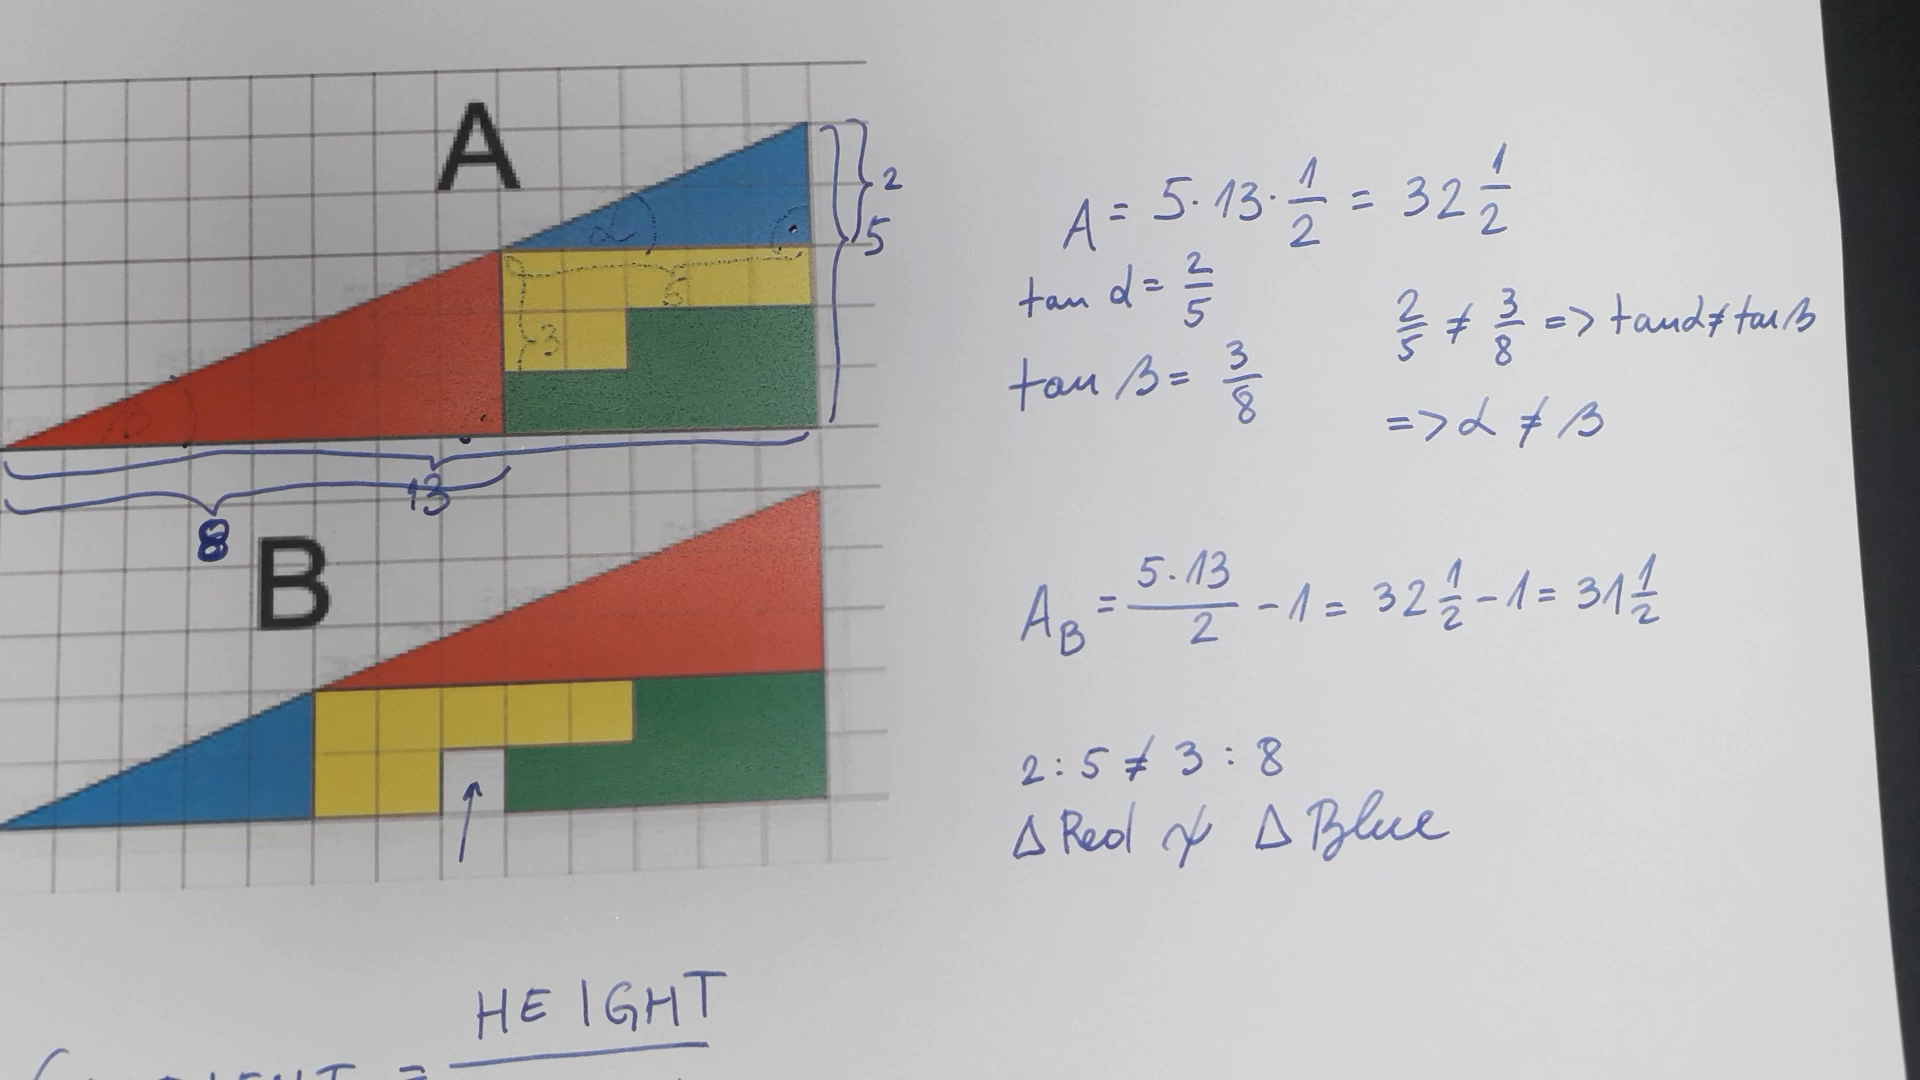 A
2
5
α
5
3
β
13
8
B
A = 5 · 13 · 1/2 = 32 1/2
tan α = 2/5
tan β = 3/8
2/5 ≠ 3/8 => tan α ≠ tan β
=> α ≠ β
A_B = 5·13/2 - 1 = 32 1/2 - 1 = 31 1/2
2 : 5 ≠ 3 : 8
Δ Red ≁ Δ Blue
HEIGHT
=